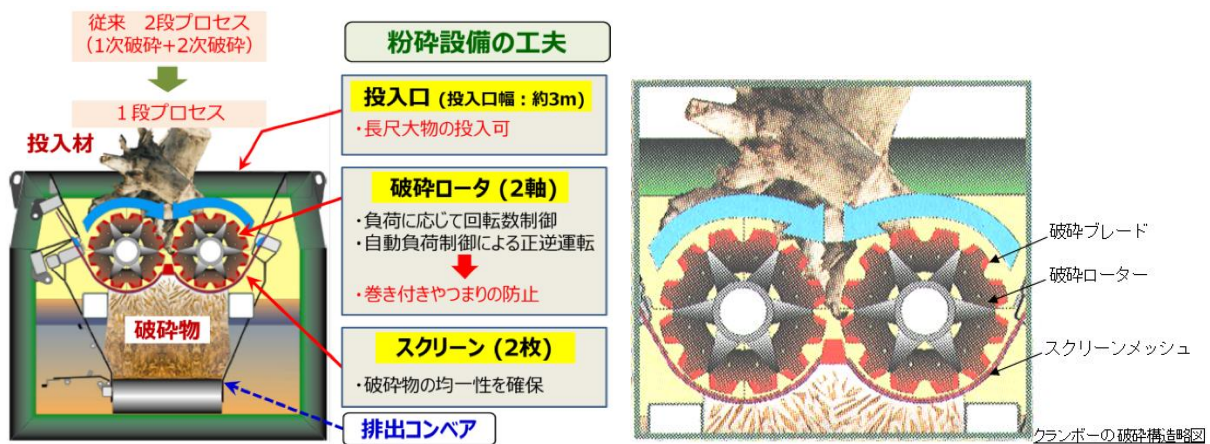 従来 2段プロセス
(1次破砕+2次破砕)
1段プロセス
投入材
破砕物
粉砕設備の工夫
投入口 (投入口幅：約3m)
・長尺大物の投入可
破砕ロータ (2軸)
・負荷に応じて回転数制御
・自動負荷制御による正逆運転
・巻き付きやつまりの防止
スクリーン (2枚)
・破砕物の均一性を確保
排出コンベア
破砕ブレード
破砕ローター
スクリーンメッシュ
クランボーの破砕構造略図